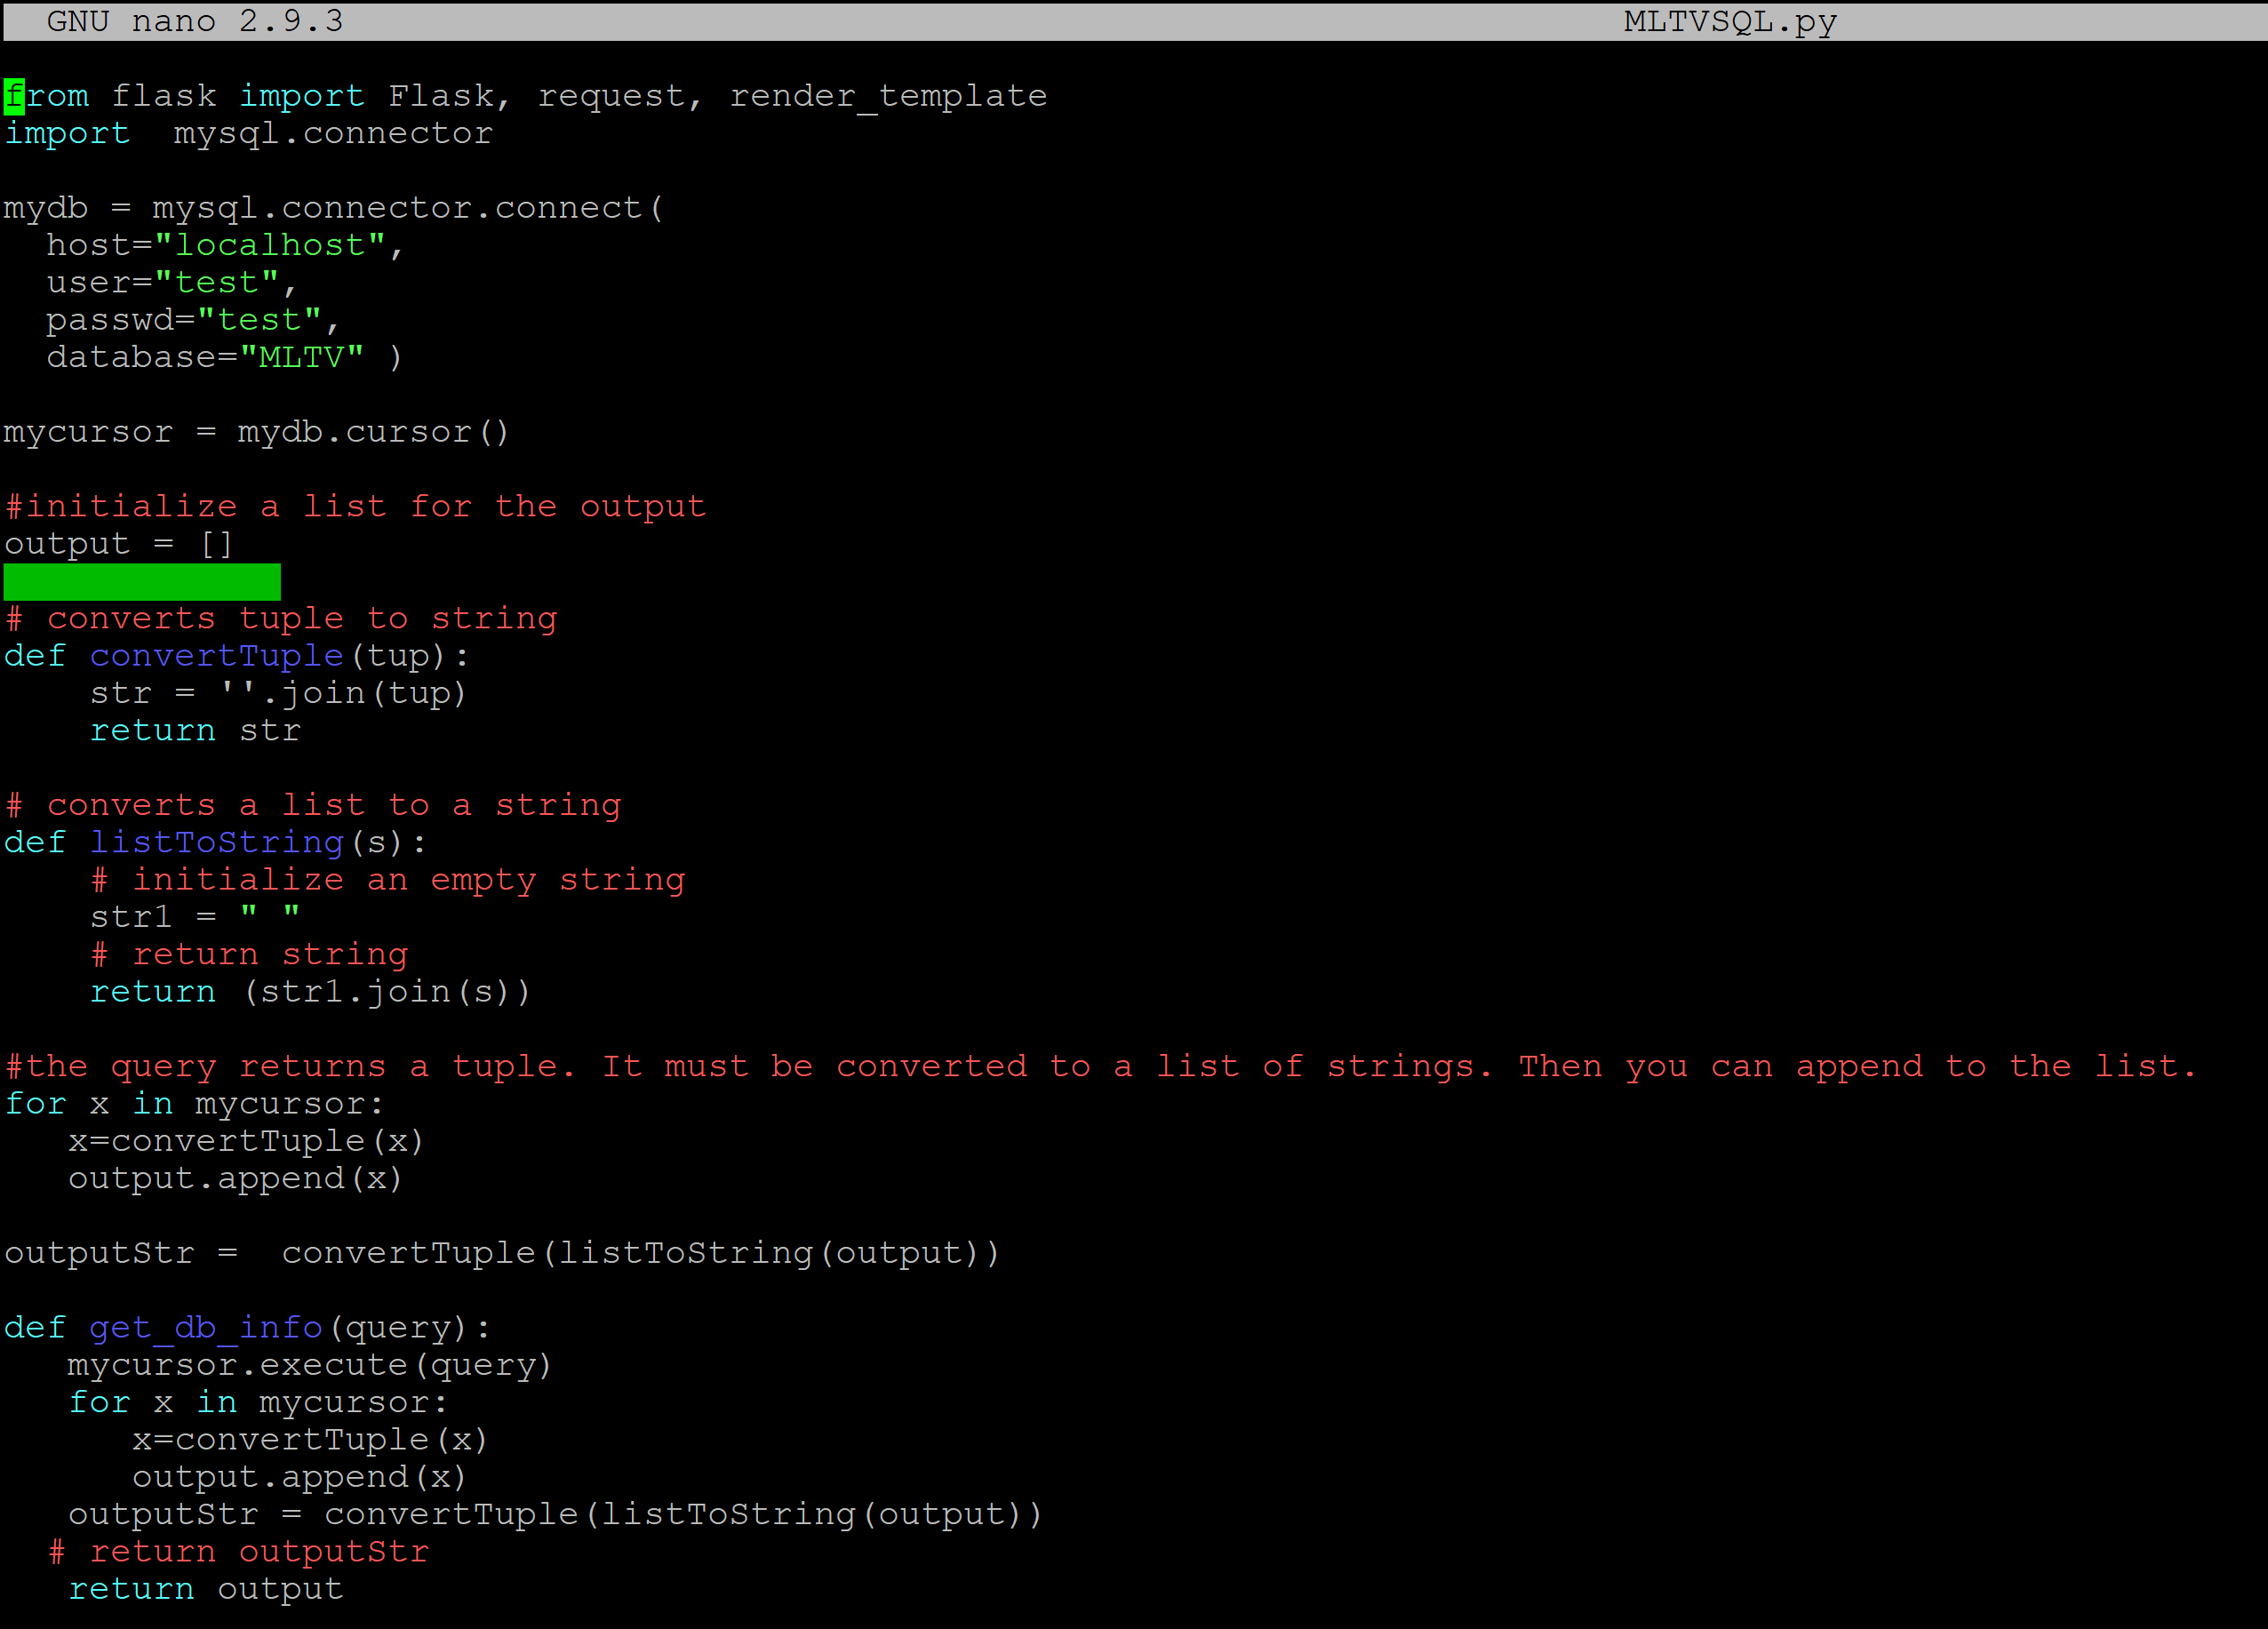 GNU nano 2.9.3 MLTVSQL.py
from flask import Flask, request, render_template
import  mysql.connector
mydb = mysql.connector.connect(
  host="localhost",
  user="test",
  passwd="test",
  database="MLTV" )
mycursor = mydb.cursor()
#initialize a list for the output
output = []
# converts tuple to string
def convertTuple(tup):
    str = ''.join(tup)
    return str
# converts a list to a string
def listToString(s):
    # initialize an empty string
    str1 = " "
    # return string
    return (str1.join(s))
#the query returns a tuple. It must be converted to a list of strings. Then you can append to the list.
for x in mycursor:
   x=convertTuple(x)
   output.append(x)
outputStr =  convertTuple(listToString(output))
def get_db_info(query):
   mycursor.execute(query)
   for x in mycursor:
      x=convertTuple(x)
      output.append(x)
   outputStr = convertTuple(listToString(output))
  # return outputStr
   return output